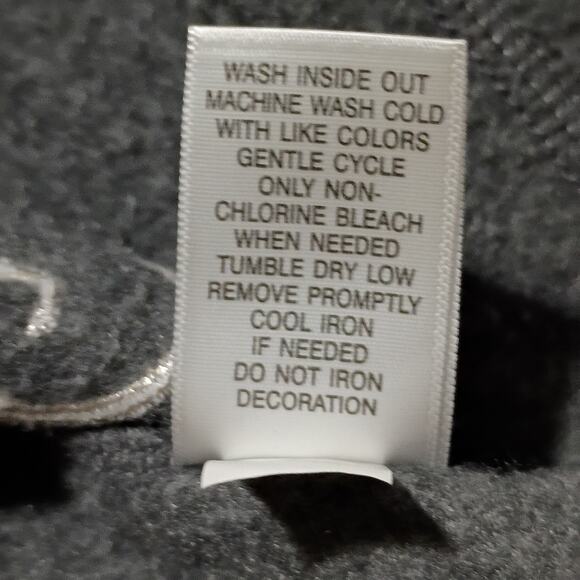 WASH INSIDE OUT
MACHINE WASH COLD
WITH LIKE COLORS
GENTLE CYCLE
ONLY NON-
CHLORINE BLEACH
WHEN NEEDED
TUMBLE DRY LOW
REMOVE PROMPTLY
COOL IRON
IF NEEDED
DO NOT IRON
DECORATION